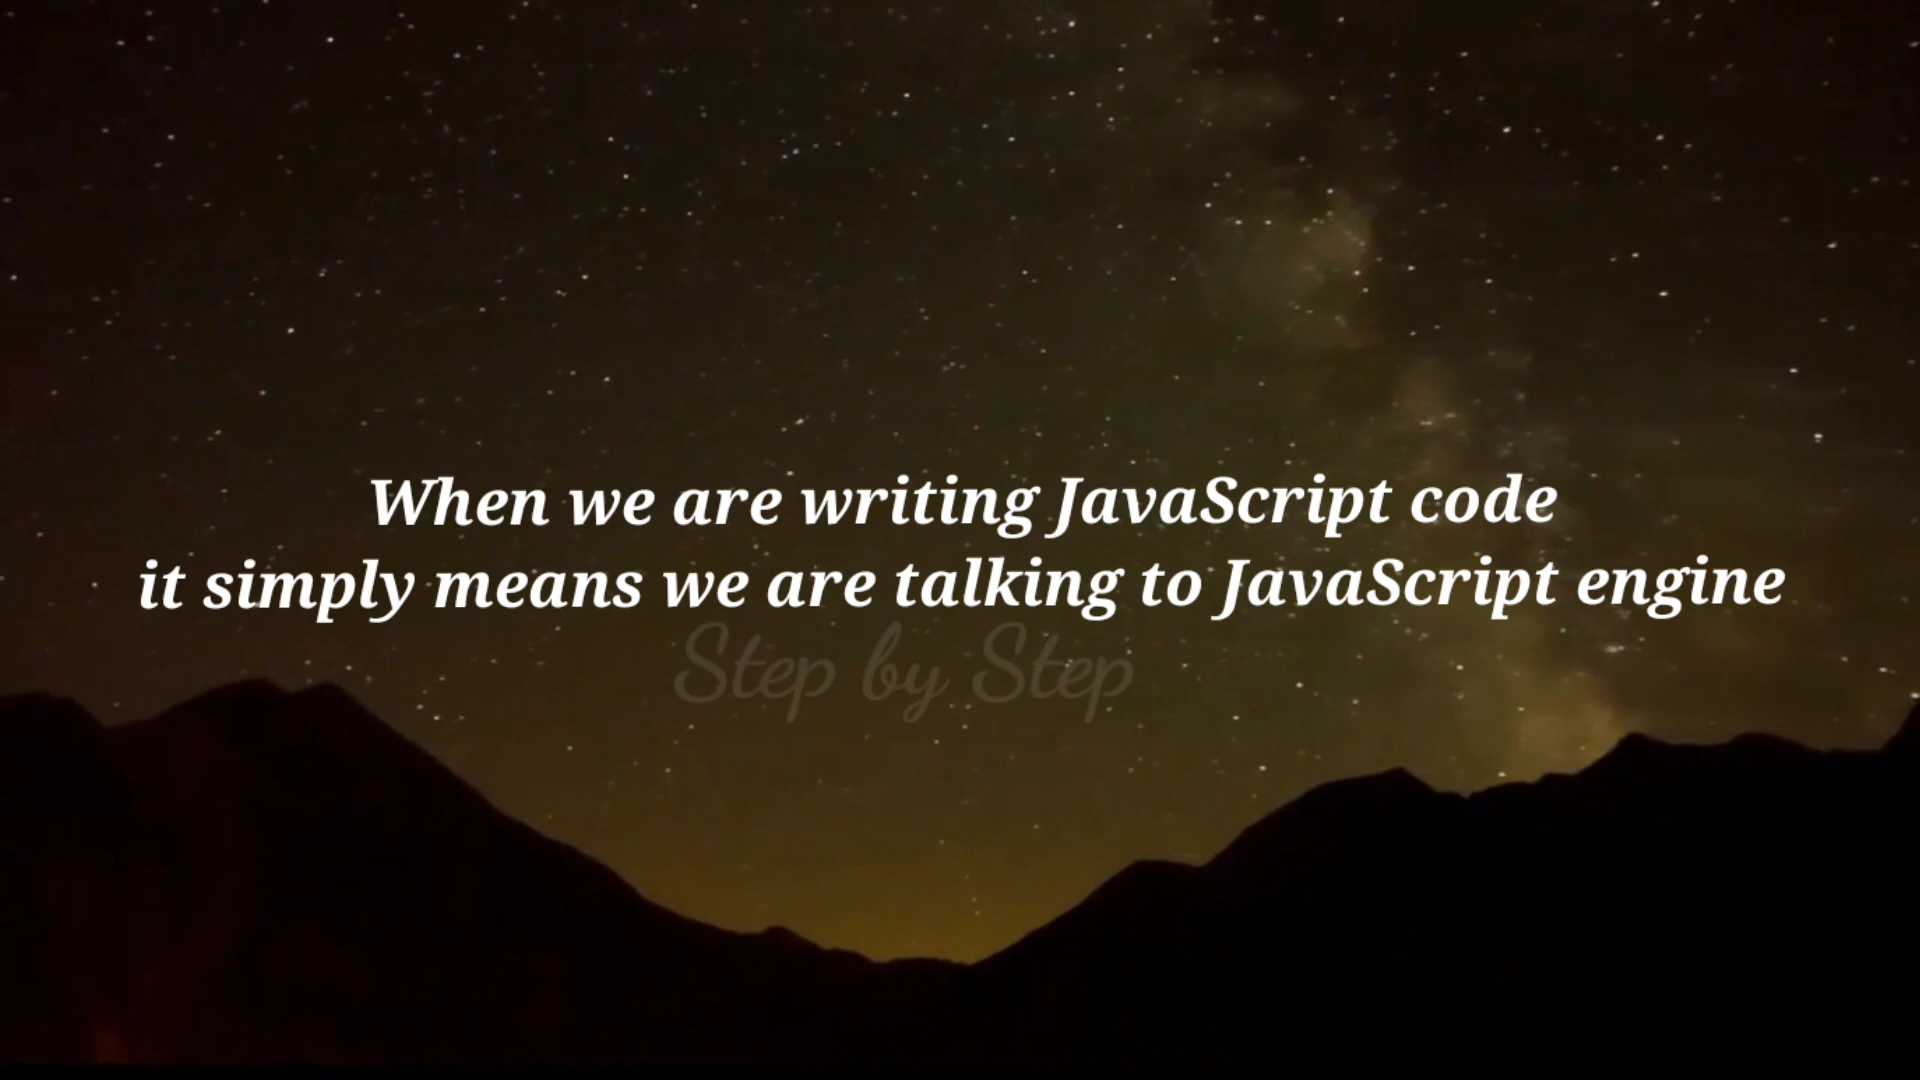 When we are writing JavaScript code
it simply means we are talking to JavaScript engine
Step by Step